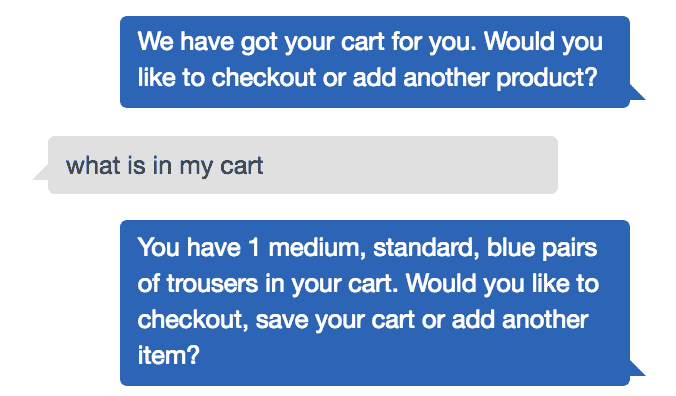 We have got your cart for you. Would you
like to checkout or add another product?
what is in my cart
You have 1 medium, standard, blue pairs
of trousers in your cart. Would you like to
checkout, save your cart or add another
item?